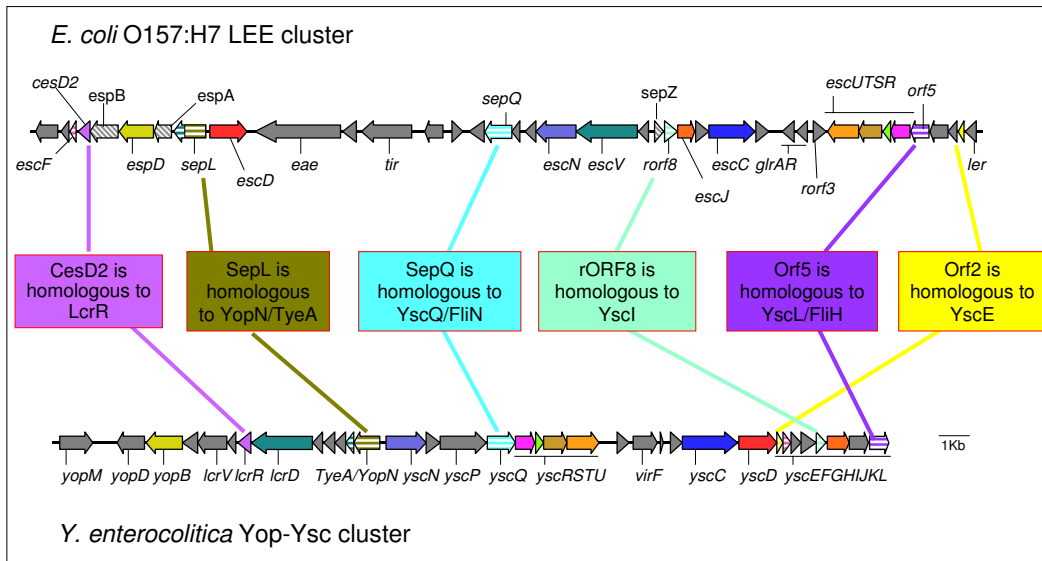 E. coli O157:H7 LEE cluster
cesD2 espB espA sepQ sepZ escUTSR orf5
escF espD sepL escD eae tir escN escV rorf8 escJ escC glrAR rorf3 ler
CesD2 is
homologous to
LcrR
SepL is
homologous
to YopN/TyeA
SepQ is
homologous to
YscQ/FliN
rORF8 is
homologous to
YscI
Orf5 is
homologous to
YscL/FliH
Orf2 is
homologous to
YscE
1Kb
yopM yopD yopB lcrV lcrR lcrD TyeA/YopN yscN yscP yscQ yscRSTU virF yscC yscD yscEFGHIJKL
Y. enterocolitica Yop-Ysc cluster